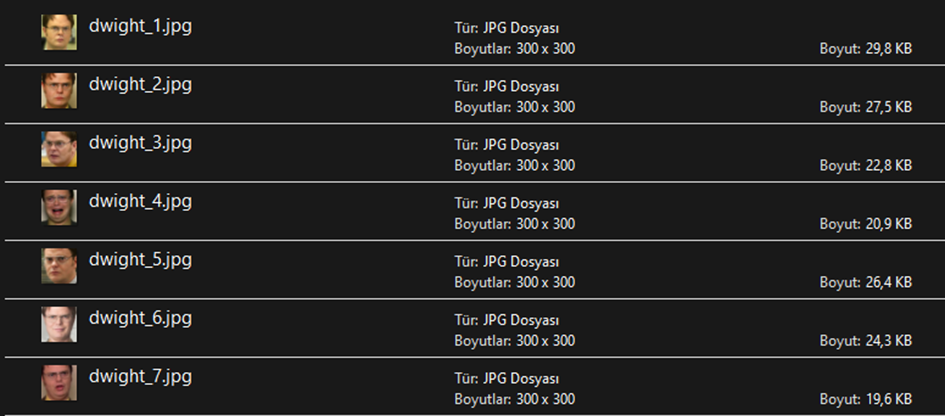 dwight_1.jpg
Tür: JPG Dosyası
Boyutlar: 300 x 300
Boyut: 29,8 KB
dwight_2.jpg
Tür: JPG Dosyası
Boyutlar: 300 x 300
Boyut: 27,5 KB
dwight_3.jpg
Tür: JPG Dosyası
Boyutlar: 300 x 300
Boyut: 22,8 KB
dwight_4.jpg
Tür: JPG Dosyası
Boyutlar: 300 x 300
Boyut: 20,9 KB
dwight_5.jpg
Tür: JPG Dosyası
Boyutlar: 300 x 300
Boyut: 26,4 KB
dwight_6.jpg
Tür: JPG Dosyası
Boyutlar: 300 x 300
Boyut: 24,3 KB
dwight_7.jpg
Tür: JPG Dosyası
Boyutlar: 300 x 300
Boyut: 19,6 KB